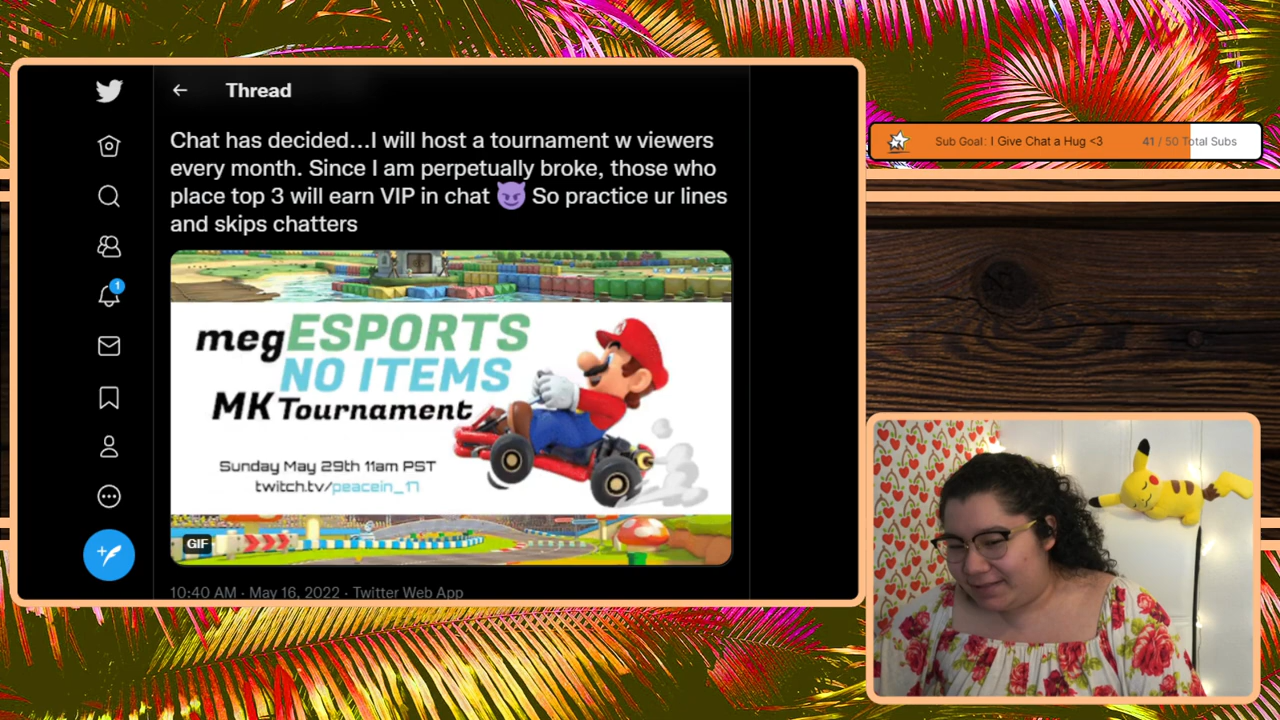 Thread
Chat has decided...I will host a tournament w viewers
every month. Since I am perpetually broke, those who
place top 3 will earn VIP in chat 😈 So practice ur lines
and skips chatters
megESPORTS
NO ITEMS
MK Tournament
Sunday May 29th 11am PST
twitch.tv/peacein_17
GIF
10:40 AM · May 16, 2022 · Twitter Web App
1
Sub Goal: I Give Chat a Hug <3 41 / 50 Total Subs